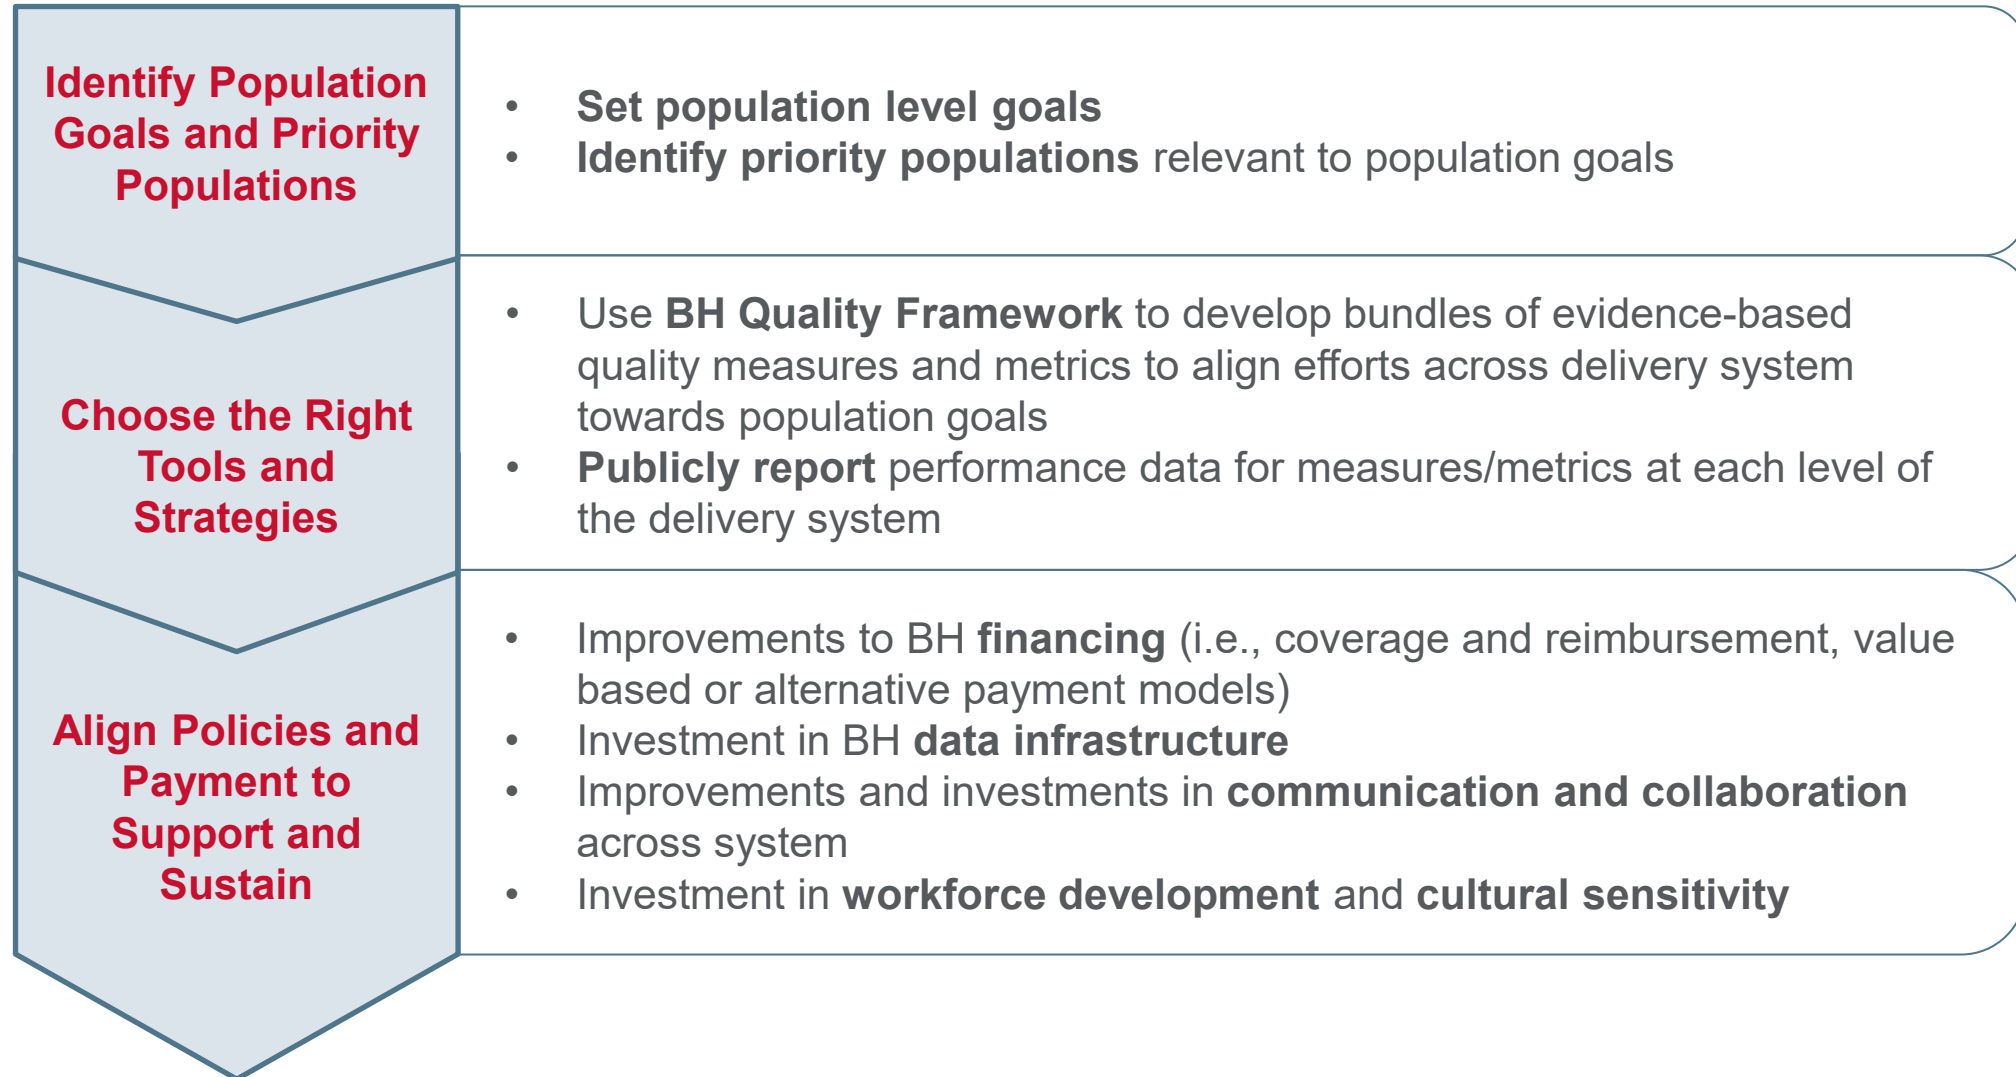 Identify Population
Goals and Priority
Populations
• Set population level goals
• Identify priority populations relevant to population goals
Choose the Right
Tools and
Strategies
• Use BH Quality Framework to develop bundles of evidence-based
quality measures and metrics to align efforts across delivery system
towards population goals
• Publicly report performance data for measures/metrics at each level of
the delivery system
Align Policies and
Payment to
Support and
Sustain
• Improvements to BH financing (i.e., coverage and reimbursement, value
based or alternative payment models)
• Investment in BH data infrastructure
• Improvements and investments in communication and collaboration
across system
• Investment in workforce development and cultural sensitivity